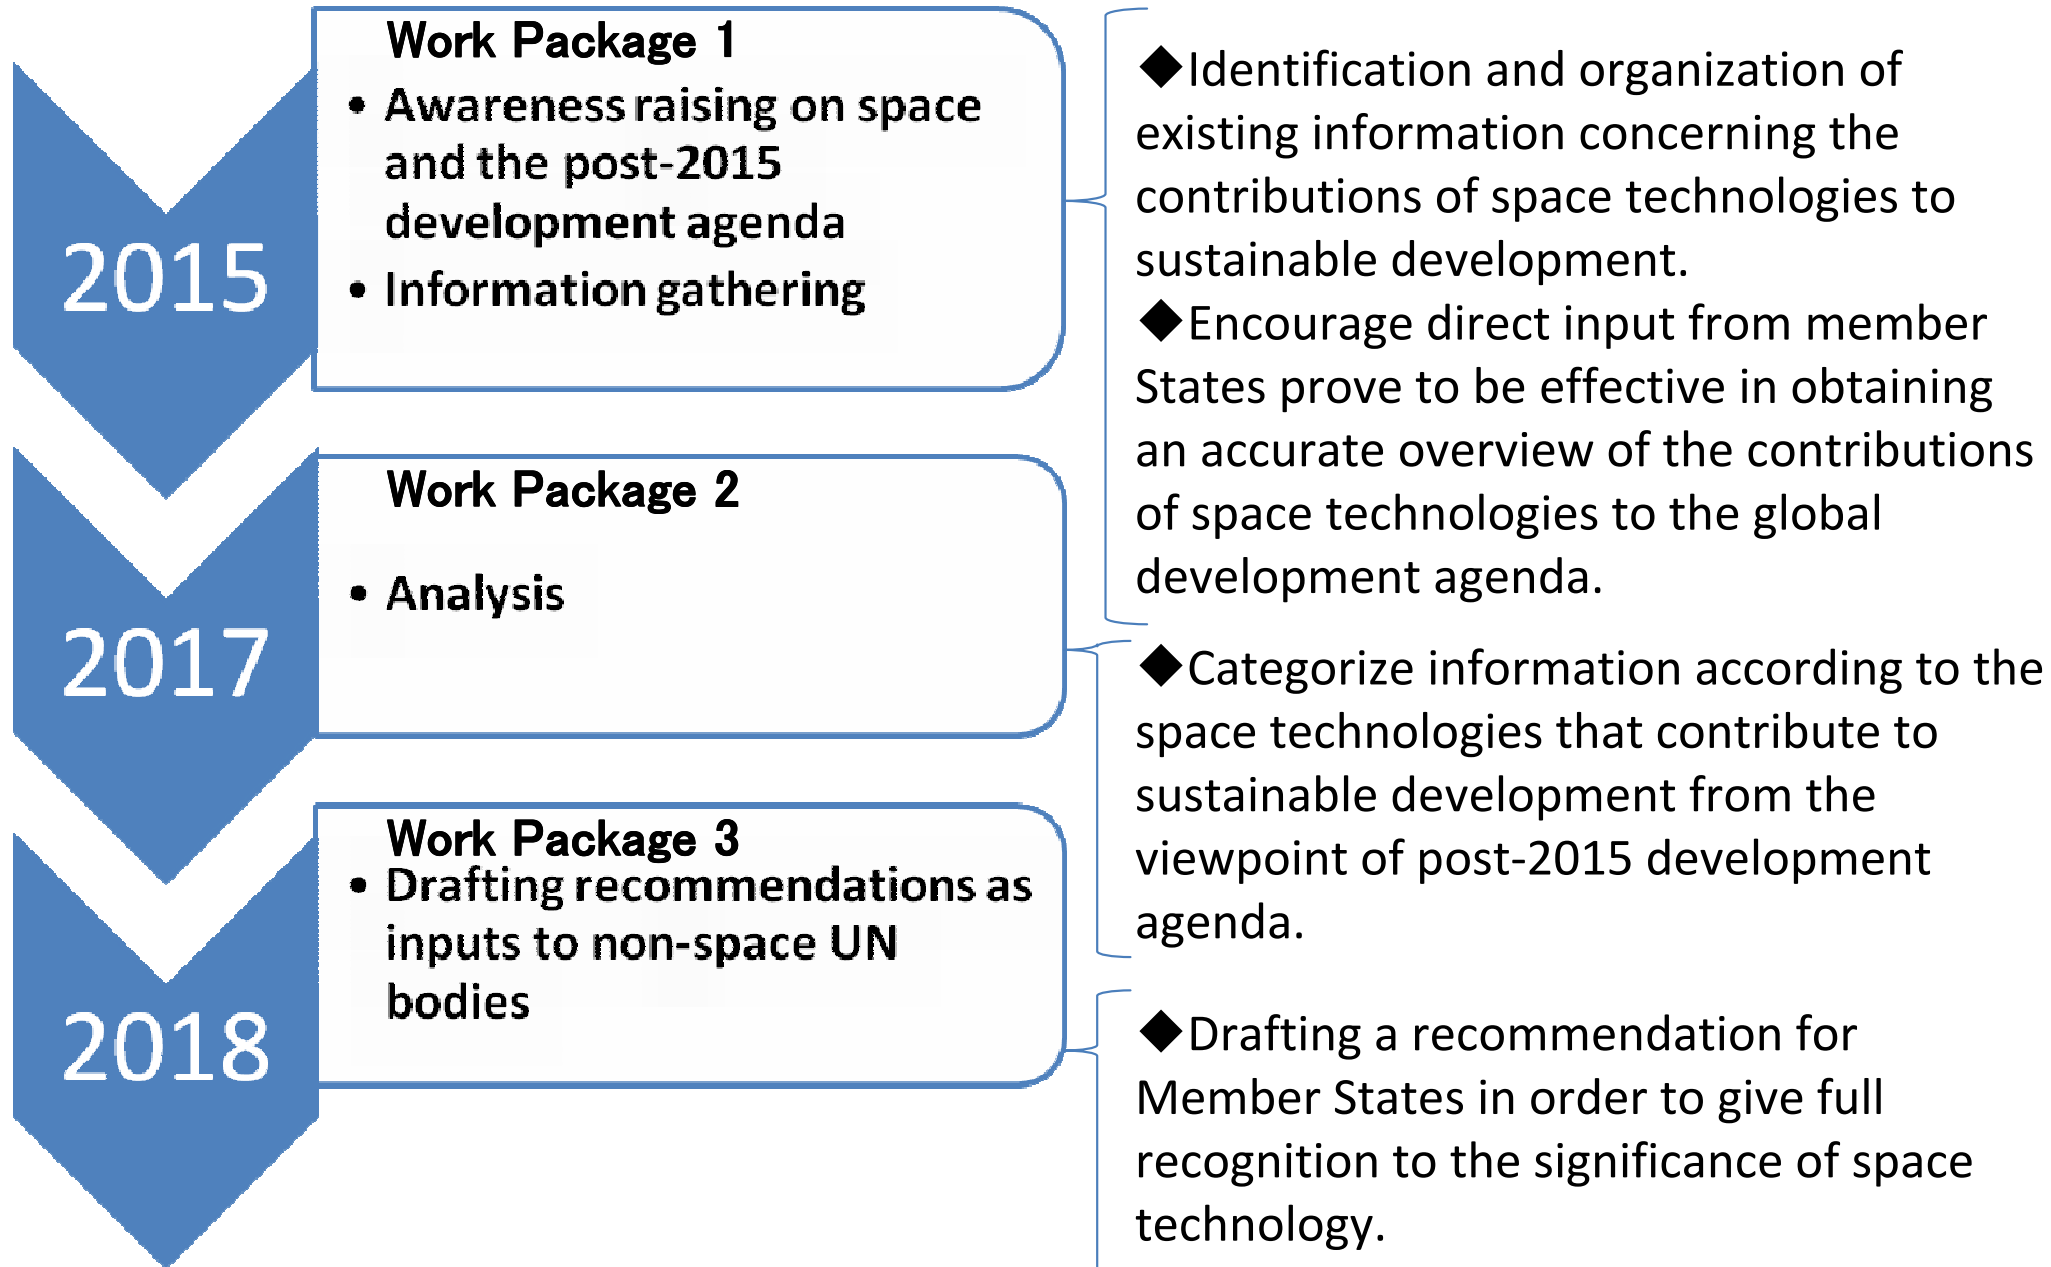 2015
Work Package 1
• Awareness raising on space
and the post-2015
development agenda
• Information gathering
◆Identification and organization of
existing information concerning the
contributions of space technologies to
sustainable development.
◆Encourage direct input from member
States prove to be effective in obtaining
an accurate overview of the contributions
of space technologies to the global
development agenda.
2017
Work Package 2
• Analysis
◆Categorize information according to the
space technologies that contribute to
sustainable development from the
viewpoint of post-2015 development
agenda.
2018
Work Package 3
• Drafting recommendations as
inputs to non-space UN
bodies
◆Drafting a recommendation for
Member States in order to give full
recognition to the significance of space
technology.